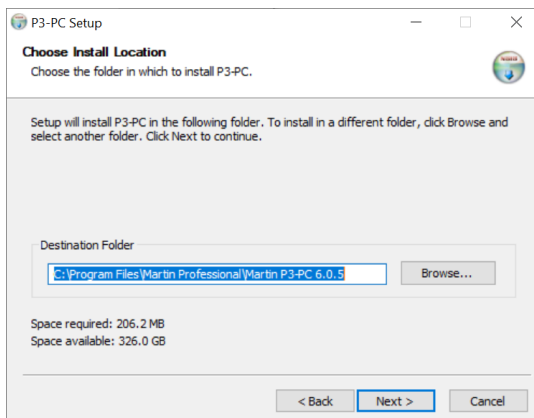 P3-PC Setup
Choose Install Location
Choose the folder in which to install P3-PC.
Setup will install P3-PC in the following folder. To install in a different folder, click Browse and
select another folder. Click Next to continue.
Destination Folder
C:\Program Files\Martin Professional\Martin P3-PC 6.0.5
Browse...
Space required: 206.2 MB
Space available: 326.0 GB
< Back
Next >
Cancel